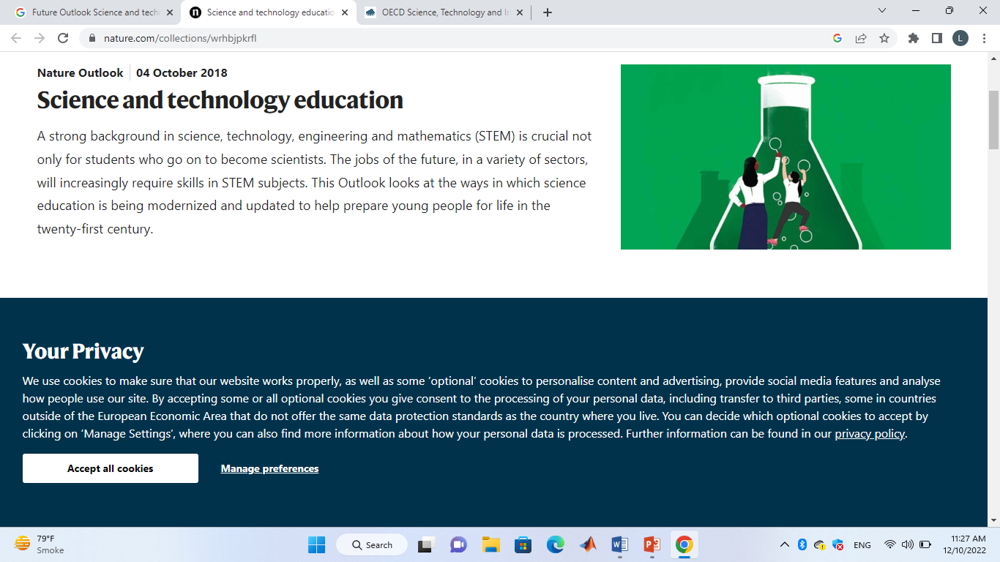 Future Outlook Science and techn
Science and technology educatio
OECD Science, Technology and In
nature.com/collections/wrhbjpkrfl
L
Nature Outlook 04 October 2018
Science and technology education
A strong background in science, technology, engineering and mathematics (STEM) is crucial not
only for students who go on to become scientists. The jobs of the future, in a variety of sectors,
will increasingly require skills in STEM subjects. This Outlook looks at the ways in which science
education is being modernized and updated to help prepare young people for life in the
twenty-first century.
Your Privacy
We use cookies to make sure that our website works properly, as well as some ‘optional’ cookies to personalise content and advertising, provide social media features and analyse
how people use our site. By accepting some or all optional cookies you give consent to the processing of your personal data, including transfer to third parties, some in countries
outside of the European Economic Area that do not offer the same data protection standards as the country where you live. You can decide which optional cookies to accept by
clicking on ‘Manage Settings’, where you can also find more information about how your personal data is processed. Further information can be found in our privacy policy.
Accept all cookies Manage preferences
79°F
Smoke
Search
ENG
11:27 AM
12/10/2022